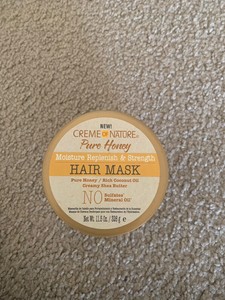 NEW!
CREME OF NATURE®
Pure Honey
Moisture Replenish & Strength
HAIR MASK
Pure Honey / Rich Coconut Oil
Creamy Shea Butter
NO Sulfates
Mineral Oil
Net Wt. 11.5 Oz. / 326 g e